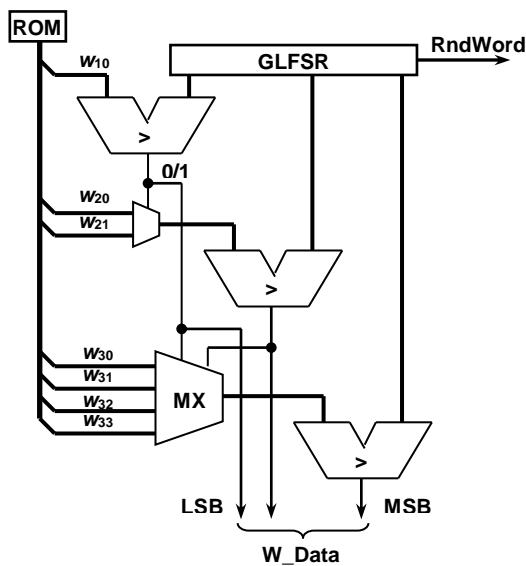 ROM
GLFSR
RndWord
w10
>
0/1
w20
w21
>
w30
w31
w32
w33
MX
>
LSB
MSB
W_Data